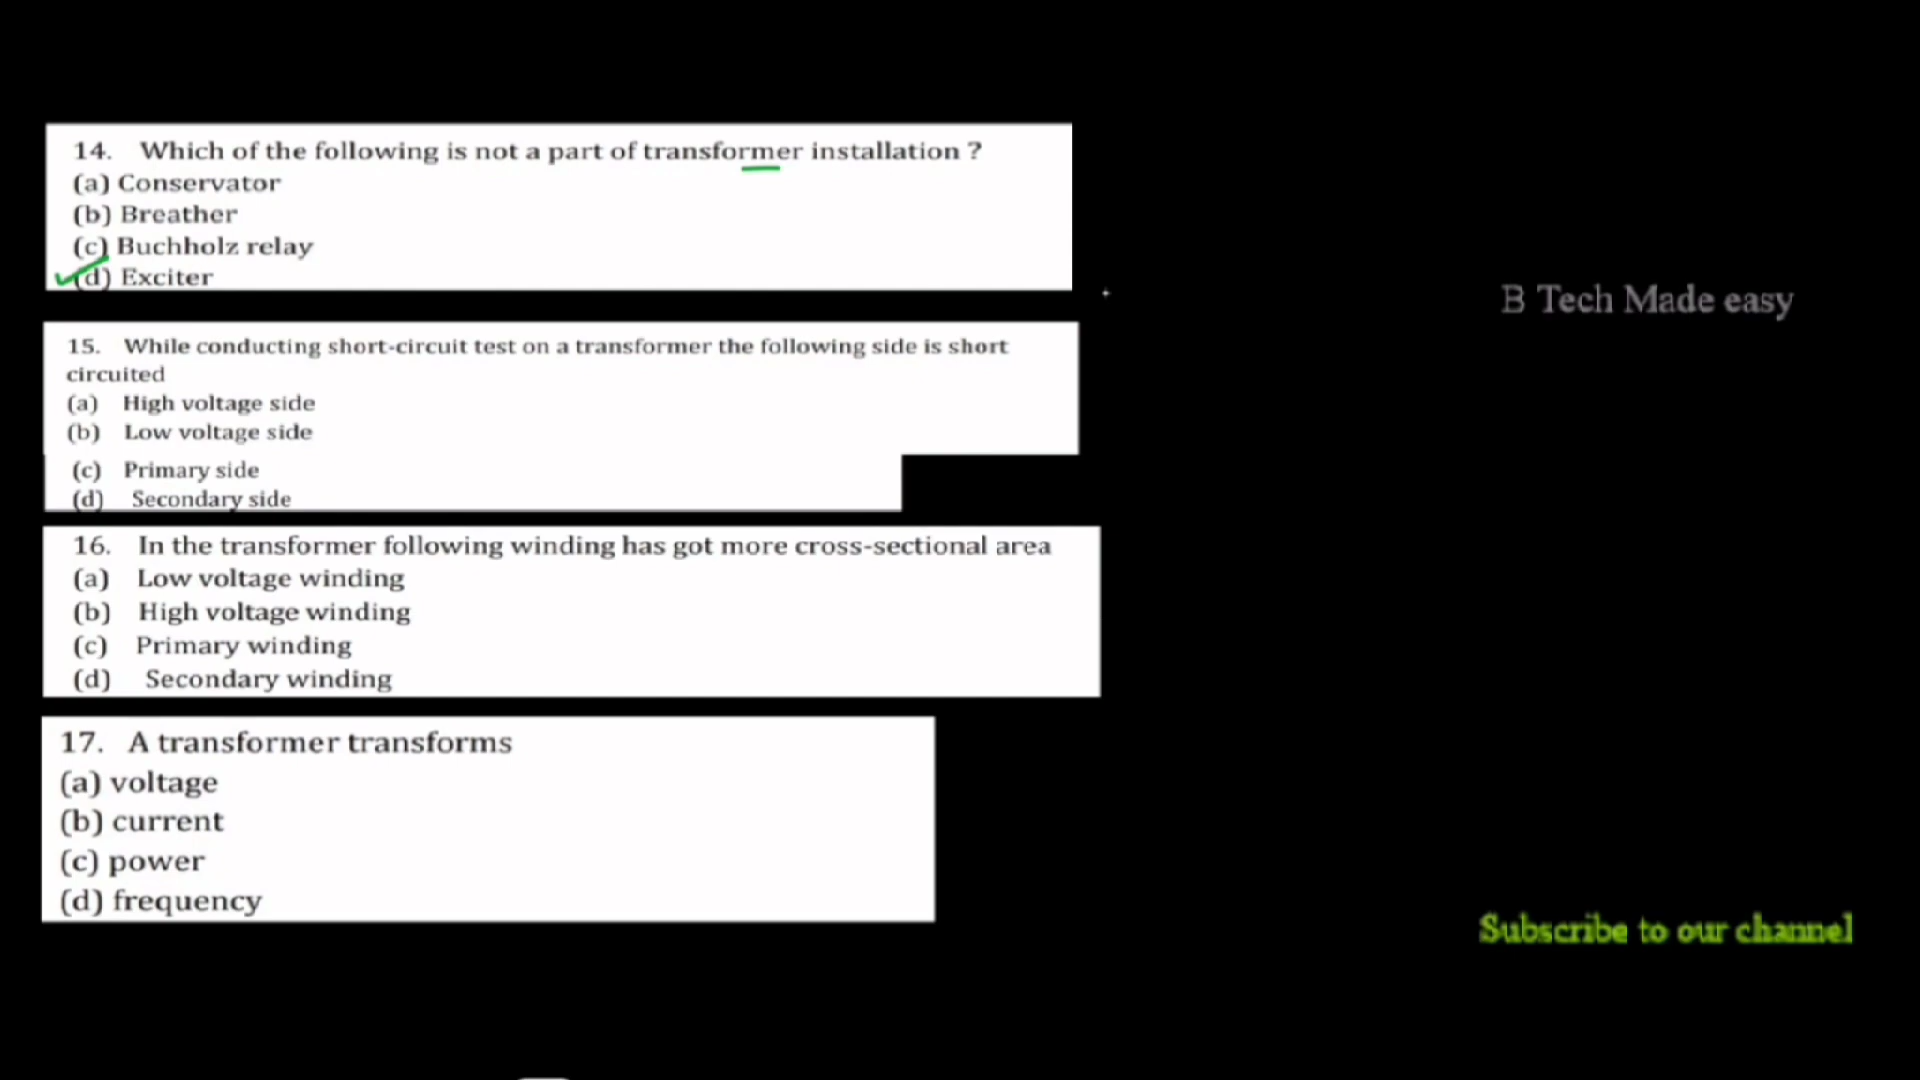 14. Which of the following is not a part of transformer installation ?
(a) Conservator
(b) Breather
(c) Buchholz relay
(d) Exciter
15. While conducting short-circuit test on a transformer the following side is short
circuited
(a) High voltage side
(b) Low voltage side
(c) Primary side
(d) Secondary side
16. In the transformer following winding has got more cross-sectional area
(a) Low voltage winding
(b) High voltage winding
(c) Primary winding
(d) Secondary winding
17. A transformer transforms
(a) voltage
(b) current
(c) power
(d) frequency
B Tech Made easy
Subscribe to our channel